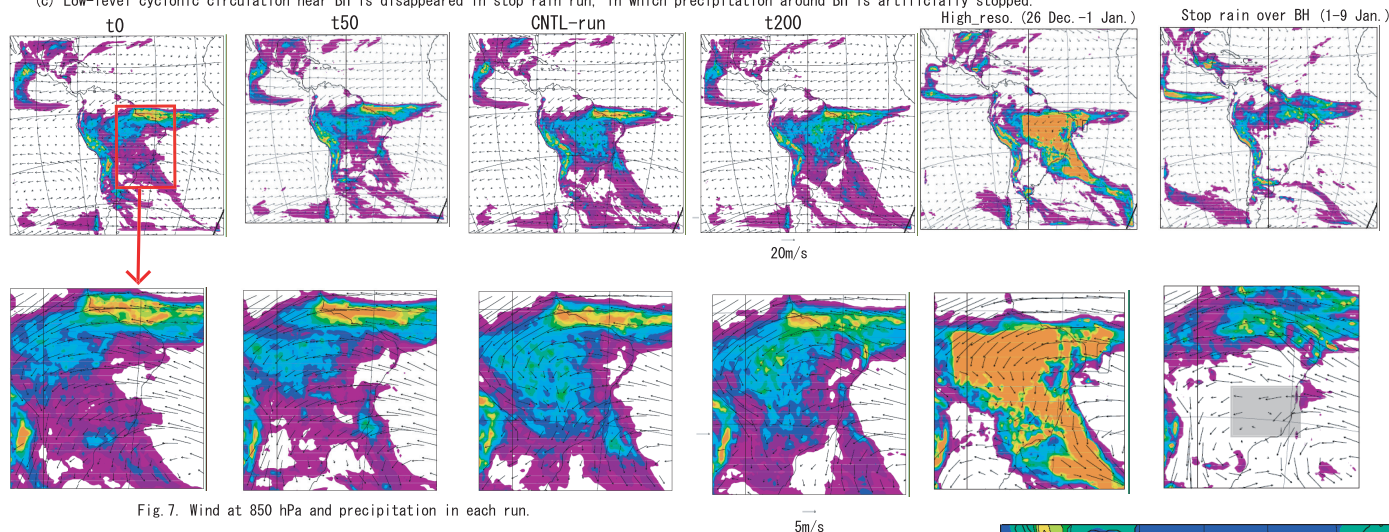 (c) Low-level cyclonic circulation near BH is disappeared in stop rain run, in which precipitation around BH is artificially stopped.
t0 t50 CNTL-run t200 High_reso. (26 Dec.-1 Jan.) Stop rain over BH (1-9 Jan.)
20m/s
Fig.7. Wind at 850 hPa and precipitation in each run.
5m/s